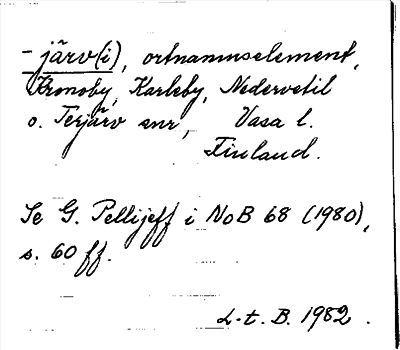 -järv(i), ortnamnselement,
Kronoby, Karleby, Nedervetil
o. Terjärv snr, Vasa l.
Finland.
Se G. Pellijeff i NoB 68 (1980),
s. 60 ff.
L-t. B. 1982.